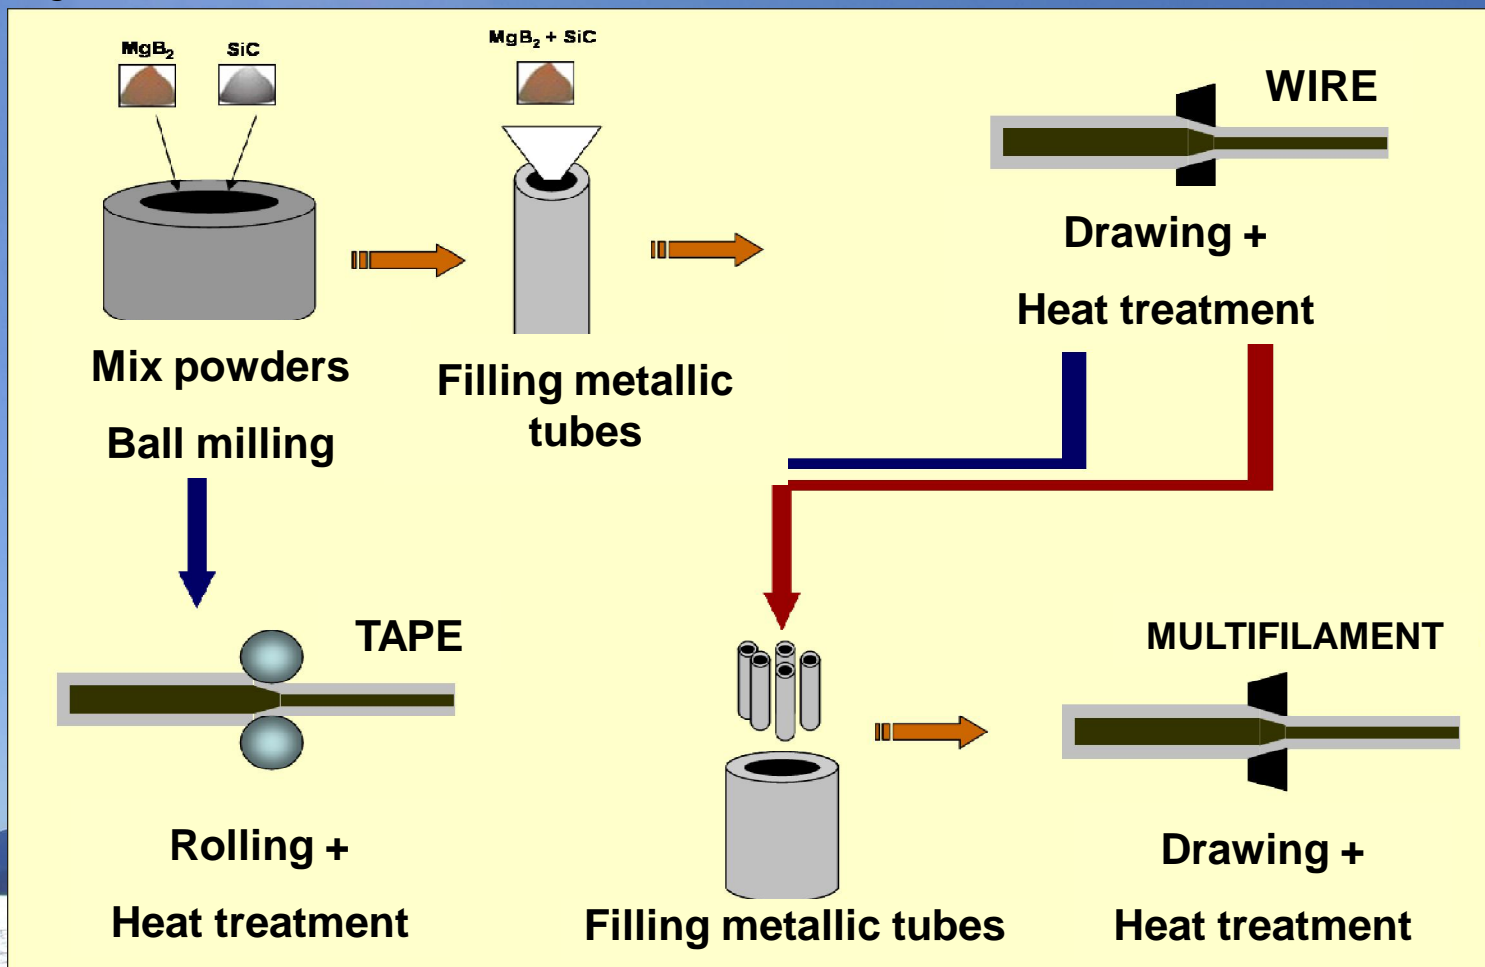 MgB₂
SiC
MgB₂ + SiC
WIRE
Drawing +
Heat treatment
Mix powders
Ball milling
Filling metallic
tubes
TAPE
Rolling +
Heat treatment
Filling metallic tubes
MULTIFILAMENT
Drawing +
Heat treatment